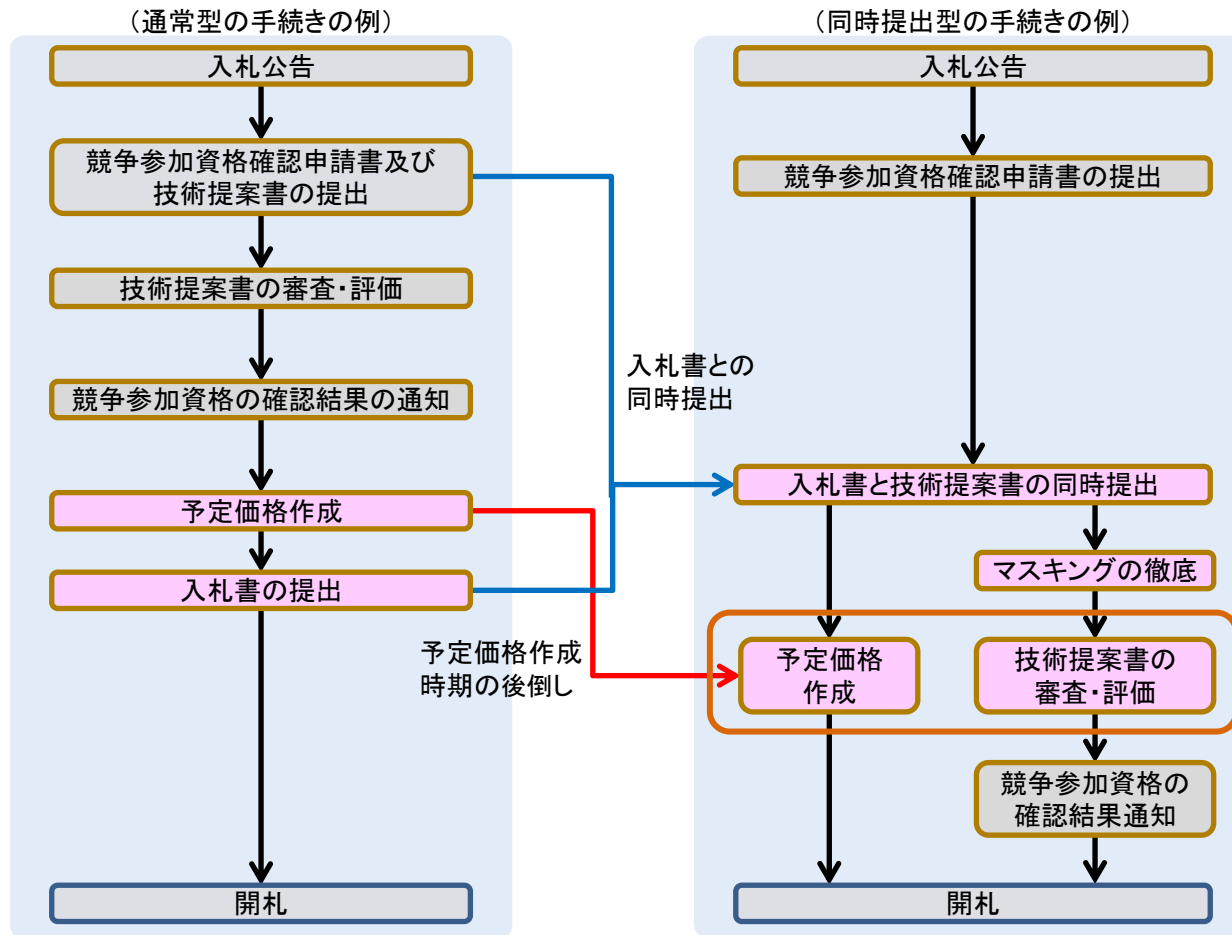 （通常型の手続きの例）
入札公告
競争参加資格確認申請書及び
技術提案書の提出
技術提案書の審査・評価
競争参加資格の確認結果の通知
予定価格作成
入札書の提出
開札
入札書との
同時提出
予定価格作成
時期の後倒し
（同時提出型の手続きの例）
入札公告
競争参加資格確認申請書の提出
入札書と技術提案書の同時提出
マスキングの徹底
予定価格
作成
技術提案書の
審査・評価
競争参加資格の
確認結果通知
開札